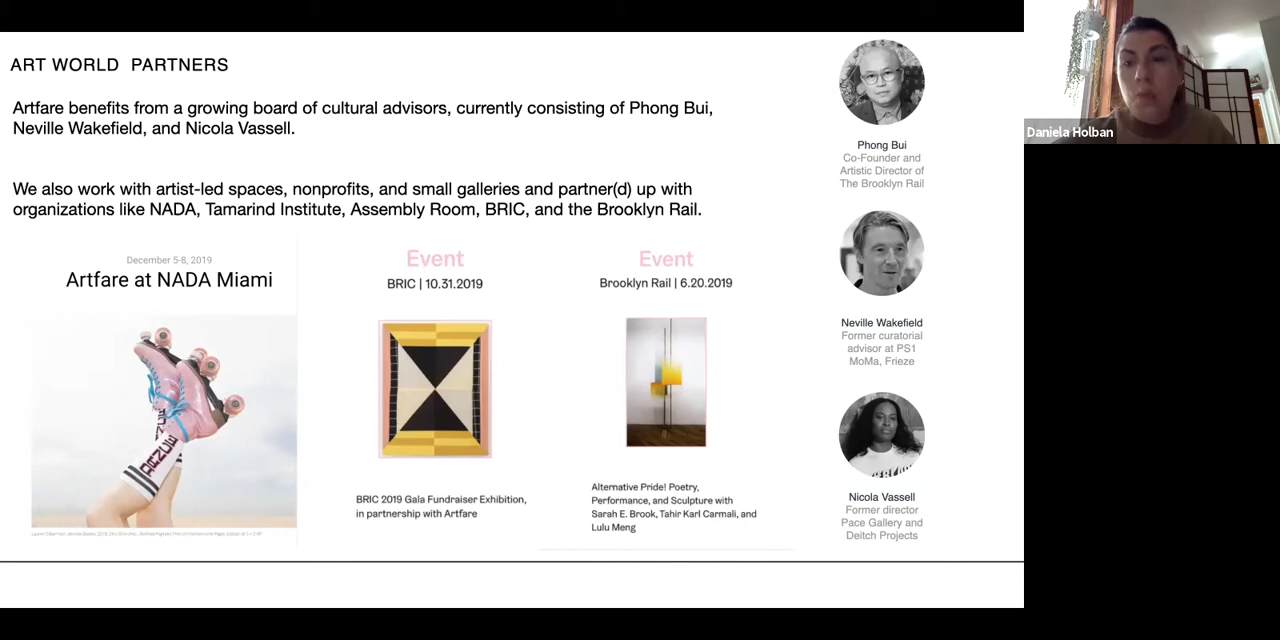 ART WORLD PARTNERS
Artfare benefits from a growing board of cultural advisors, currently consisting of Phong Bui,
Neville Wakefield, and Nicola Vassell.
We also work with artist-led spaces, nonprofits, and small galleries and partner(d) up with
organizations like NADA, Tamarind Institute, Assembly Room, BRIC, and the Brooklyn Rail.
December 5-8, 2019
Artfare at NADA Miami
Event
BRIC | 10.31.2019
BRIC 2019 Gala Fundraiser Exhibition,
in partnership with Artfare
Event
Brooklyn Rail | 6.20.2019
Alternative Pride! Poetry,
Performance, and Sculpture with
Sarah E. Brook, Tahir Karl Carmali, and
Lulu Meng
Phong Bui
Co-Founder and
Artistic Director of
The Brooklyn Rail
Neville Wakefield
Former curatorial
advisor at PS1
MoMa, Frieze
Nicola Vassell
Former director
Pace Gallery and
Deitch Projects
Daniela Holban